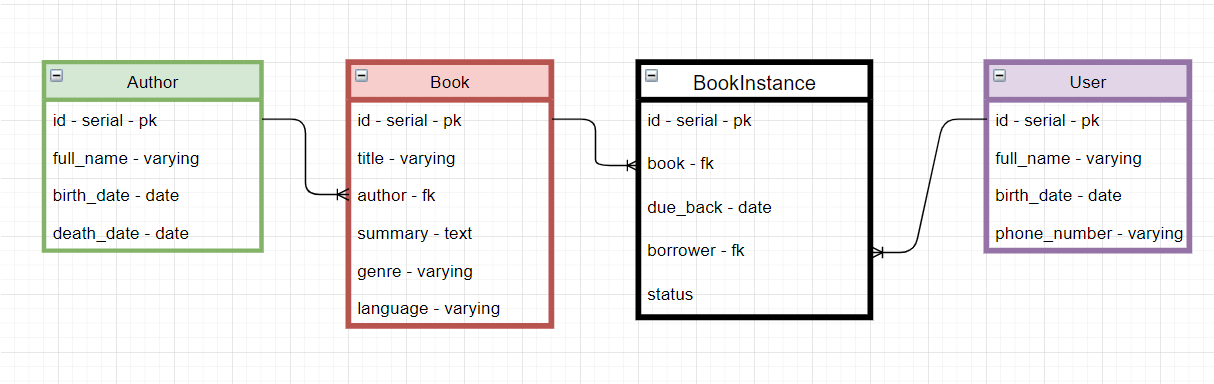 Author
id - serial - pk
full_name - varying
birth_date - date
death_date - date
Book
id - serial - pk
title - varying
author - fk
summary - text
genre - varying
language - varying
BookInstance
id - serial - pk
book - fk
due_back - date
borrower - fk
status
User
id - serial - pk
full_name - varying
birth_date - date
phone_number - varying